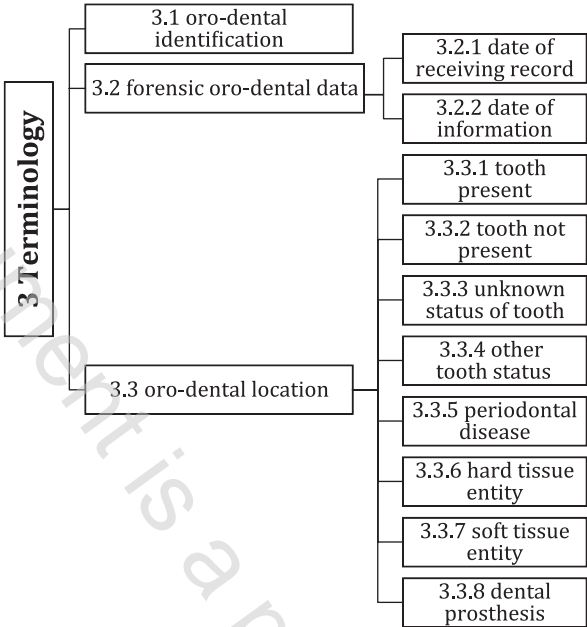 3 Terminology
3.1 oro-dental
identification
3.2 forensic oro-dental data
3.2.1 date of
receiving record
3.2.2 date of
information
3.3 oro-dental location
3.3.1 tooth
present
3.3.2 tooth not
present
3.3.3 unknown
status of tooth
3.3.4 other
tooth status
3.3.5 periodontal
disease
3.3.6 hard tissue
entity
3.3.7 soft tissue
entity
3.3.8 dental
prosthesis
ument is a p